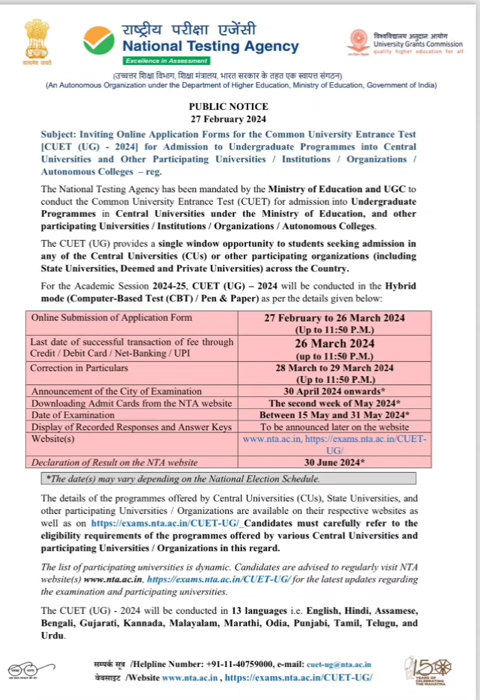 राष्ट्रीय परीक्षा एजेंसी
National Testing Agency
Excellence in Assessment
विश्वविद्यालय अनुदान आयोग
University Grants Commission
quality higher education for all
सत्यमेव जयते
(उच्चतर शिक्षा विभाग, शिक्षा मंत्रालय, भारत सरकार के तहत एक स्वायत्त संगठन)
(An Autonomous Organization under the Department of Higher Education, Ministry of Education, Government of India)
PUBLIC NOTICE
27 February 2024
Subject: Inviting Online Application Forms for the Common University Entrance Test
[CUET (UG) - 2024] for Admission to Undergraduate Programmes into Central
Universities and Other Participating Universities / Institutions / Organizations /
Autonomous Colleges – reg.
The National Testing Agency has been mandated by the Ministry of Education and UGC to
conduct the Common University Entrance Test (CUET) for admission into Undergraduate
Programmes in Central Universities under the Ministry of Education, and other
participating Universities / Institutions / Organizations / Autonomous Colleges.
The CUET (UG) provides a single window opportunity to students seeking admission in
any of the Central Universities (CUs) or other participating organizations (including
State Universities, Deemed and Private Universities) across the Country.
For the Academic Session 2024-25, CUET (UG) – 2024 will be conducted in the Hybrid
mode (Computer-Based Test (CBT) / Pen & Paper) as per the details given below:
Online Submission of Application Form 27 February to 26 March 2024
(Up to 11:50 P.M.)
Last date of successful transaction of fee through 26 March 2024
Credit / Debit Card / Net-Banking / UPI (up to 11:50 P.M.)
Correction in Particulars 28 March to 29 March 2024
(Up to 11:50 P.M.)
Announcement of the City of Examination 30 April 2024 onwards*
Downloading Admit Cards from the NTA website The second week of May 2024*
Date of Examination Between 15 May and 31 May 2024*
Display of Recorded Responses and Answer Keys To be announced later on the website
Website(s) www.nta.ac.in, https://exams.nta.ac.in/CUET-
UG/
Declaration of Result on the NTA website 30 June 2024*
*The date(s) may vary depending on the National Election Schedule.
The details of the programmes offered by Central Universities (CUs), State Universities, and
other participating Universities / Organizations are available on their respective websites as
well as on https://exams.nta.ac.in/CUET-UG/ Candidates must carefully refer to the
eligibility requirements of the programmes offered by various Central Universities and
participating Universities / Organizations in this regard.
The list of participating universities is dynamic. Candidates are advised to regularly visit NTA
website(s) www.nta.ac.in, https://exams.nta.ac.in/CUET-UG/ for the latest updates regarding
the examination and participating universities.
The CUET (UG) - 2024 will be conducted in 13 languages i.e. English, Hindi, Assamese,
Bengali, Gujarati, Kannada, Malayalam, Marathi, Odia, Punjabi, Tamil, Telugu, and
Urdu.
सम्पर्क सूत्र /Helpline Number: +91-11-40759000, e-mail: cuet-ug@nta.ac.in
वेबसाइट /Website www.nta.ac.in , https://exams.nta.ac.in/CUET-UG/
150
YEARS OF
CELEBRATING
THE MAHATMA